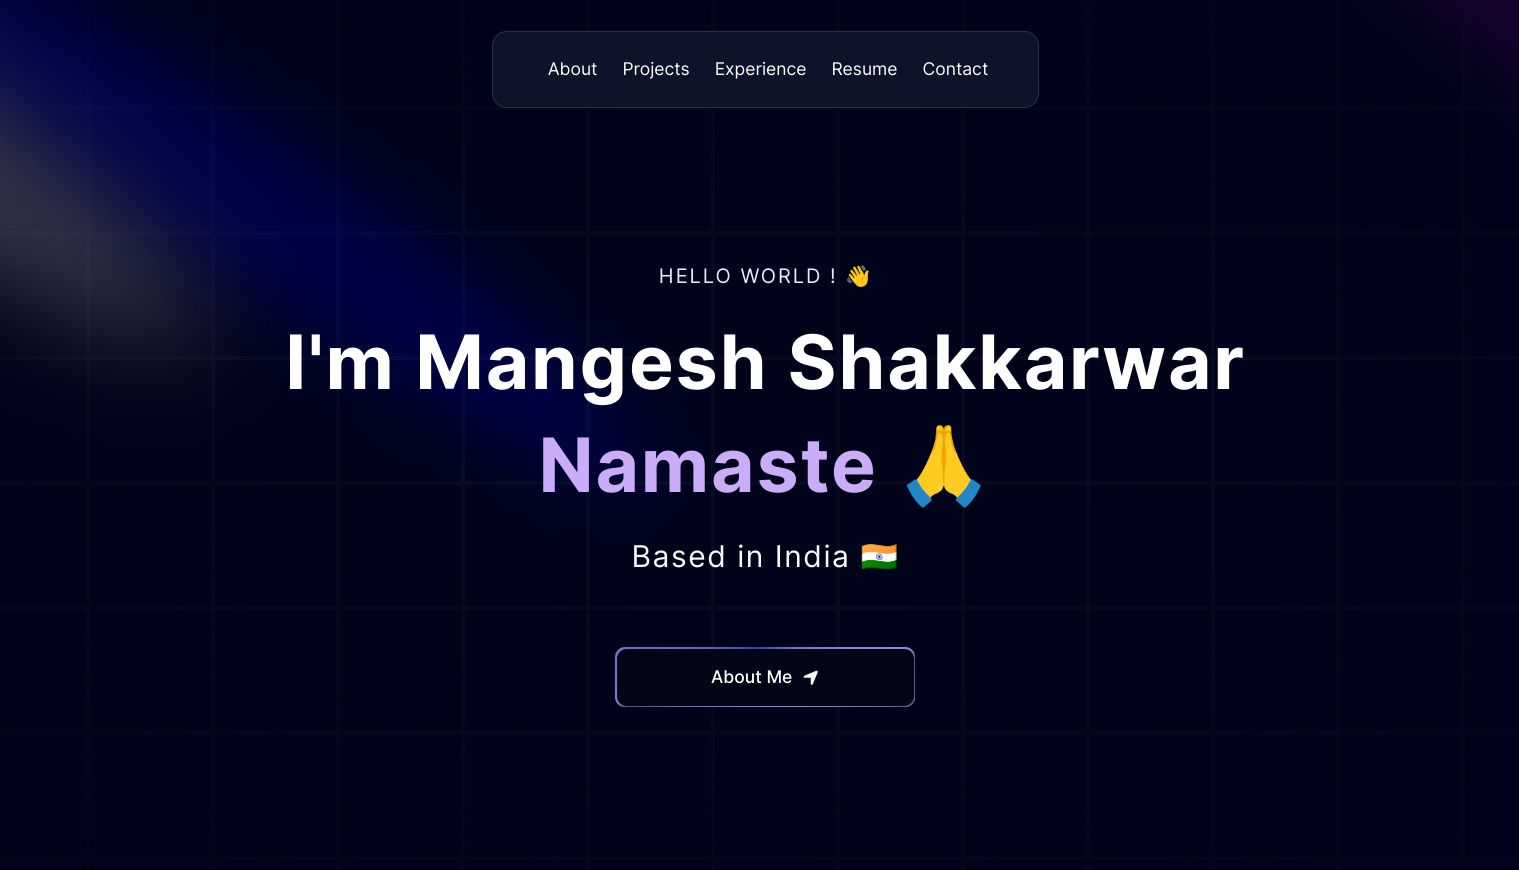 About Projects Experience Resume Contact
HELLO WORLD ! 👋
I'm Mangesh Shakkarwar
Namaste 🙏
Based in India 🇮🇳
About Me